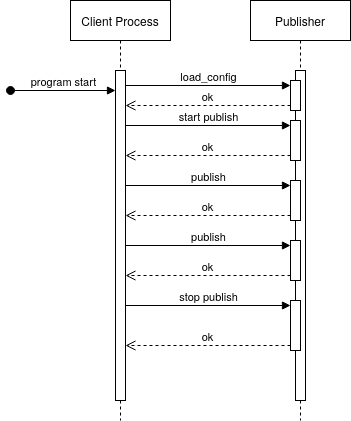 Client Process
Publisher
program start
load_config
ok
start publish
ok
publish
ok
publish
ok
stop publish
ok